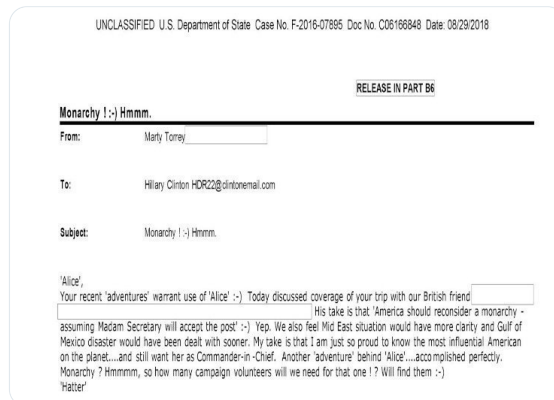 UNCLASSIFIED U.S. Department of State Case No. F-2016-07895 Doc No. C06166848 Date: 08/29/2018
RELEASE IN PART B6
Monarchy ! :-) Hmmm.
From: Marty Torrey
To: Hillary Clinton HDR22@clintonemail.com
Subject: Monarchy ! :-) Hmmm.
'Alice',
Your recent 'adventures' warrant use of 'Alice' :-) Today discussed coverage of your trip with our British friend
His take is that 'America should reconsider a monarchy -
assuming Madam Secretary will accept the post' :-) Yep. We also feel Mid East situation would have more clarity and Gulf of
Mexico disaster would have been dealt with sooner. My take is that I am just so proud to know the most influential American
on the planet....and still want her as Commander-in -Chief. Another 'adventure' behind 'Alice'....accomplished perfectly.
Monarchy ? Hmmmm, so how many campaign volunteers will we need for that one ! ? Will find them :-)
'Hatter'